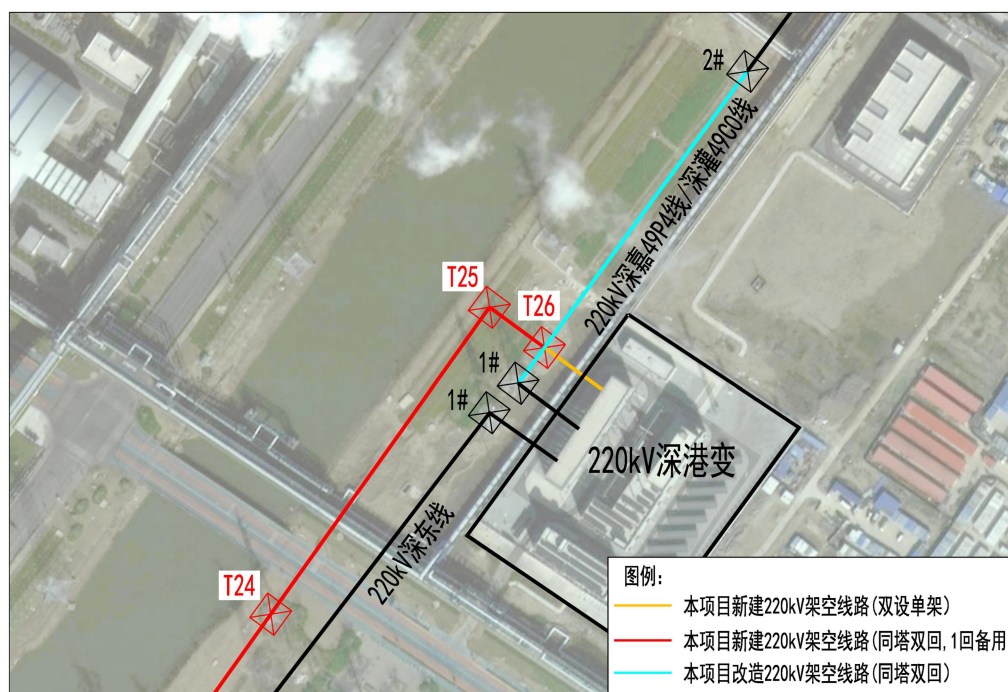 2#
220kV深嘉49P4线/深灌49C0线
T25
T26
1#
1#
220kV深港变
220kV深东线
T24
图例：
本项目新建220kV架空线路(双设单架)
本项目新建220kV架空线路(同塔双回,1回备用
本项目改造220kV架空线路(同塔双回)